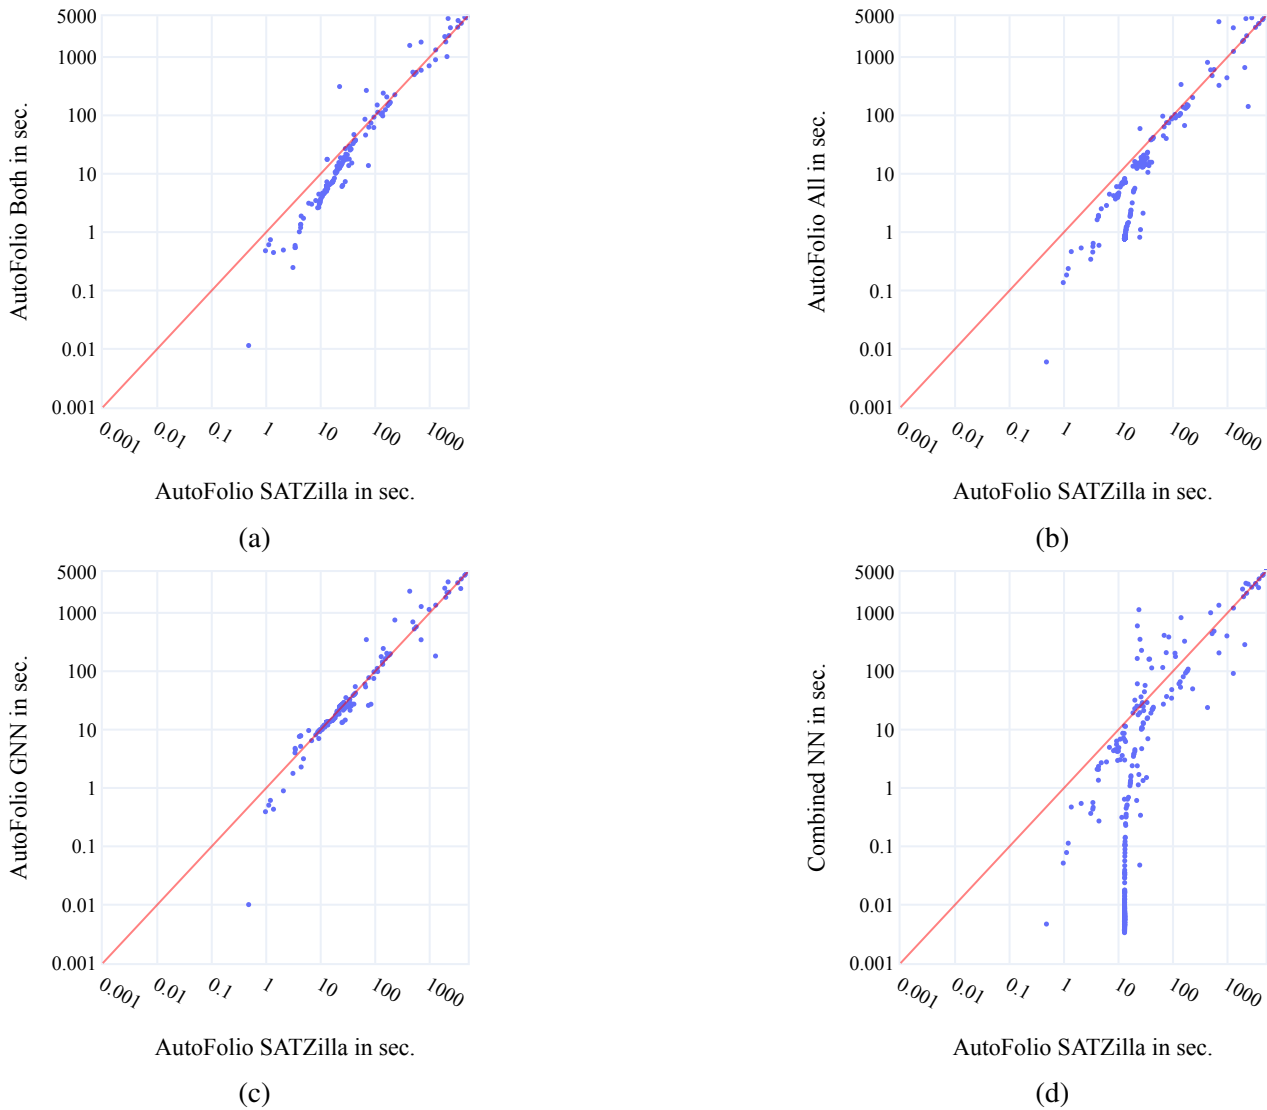 5000
1000
100
10
1
0.1
0.01
0.001
AutoFolio Both in sec.
0.001 0.01 0.1 1 10 100 1000
AutoFolio SATZilla in sec.
(a)
5000
1000
100
10
1
0.1
0.01
0.001
AutoFolio All in sec.
0.001 0.01 0.1 1 10 100 1000
AutoFolio SATZilla in sec.
(b)
5000
1000
100
10
1
0.1
0.01
0.001
AutoFolio GNN in sec.
0.001 0.01 0.1 1 10 100 1000
AutoFolio SATZilla in sec.
(c)
5000
1000
100
10
1
0.1
0.01
0.001
Combined NN in sec.
0.001 0.01 0.1 1 10 100 1000
AutoFolio SATZilla in sec.
(d)